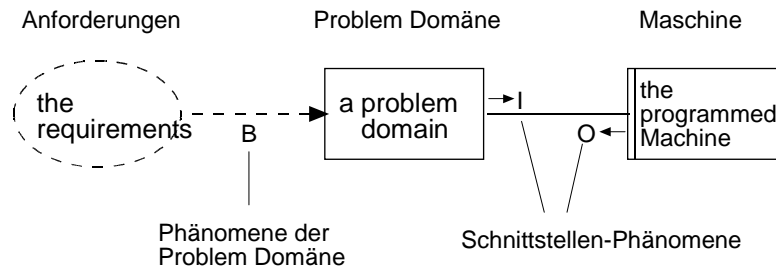 Anforderungen
Problem Domäne
Maschine
the
requirements
B
a problem
domain
I
O
the
programmed
Machine
Phänomene der
Problem Domäne
Schnittstellen-Phänomene